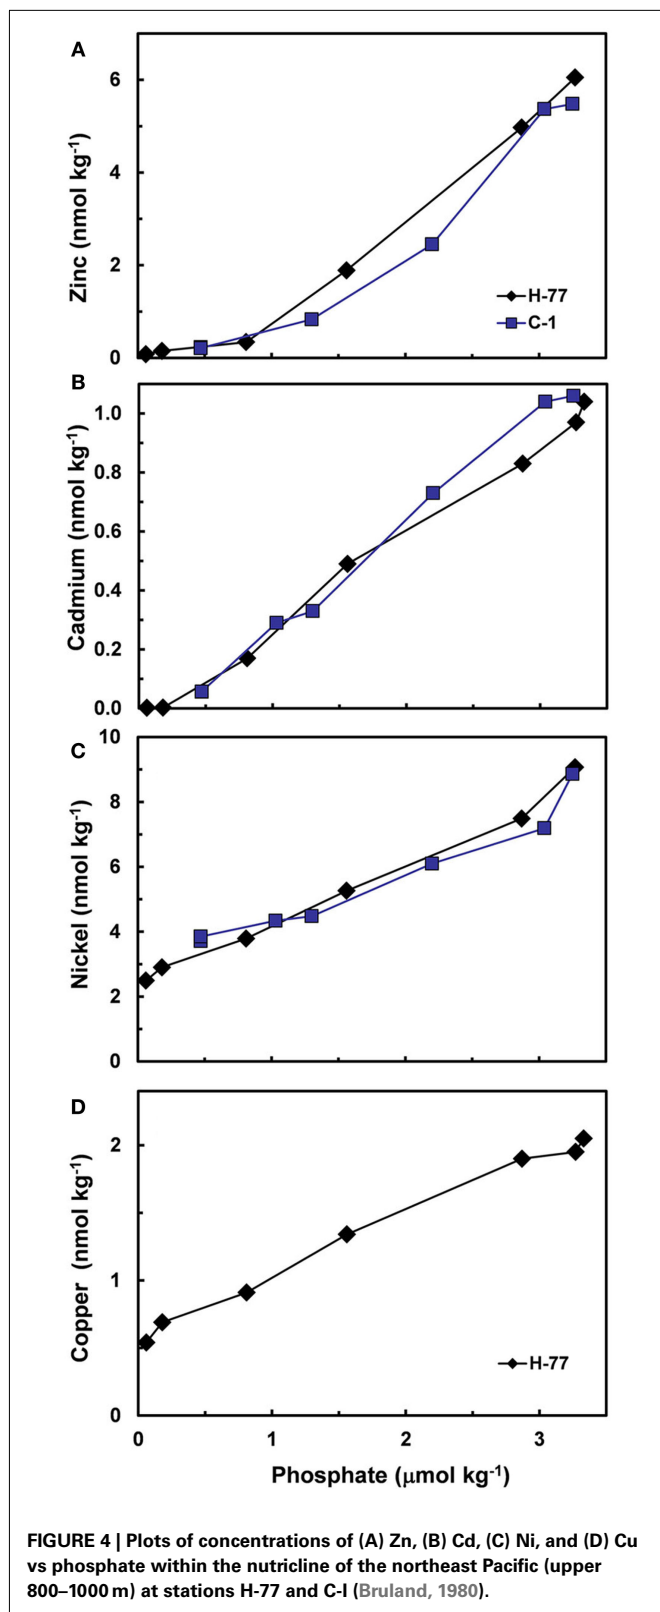 A
Zinc (nmol kg-1)
6
4
2
0
H-77
C-1
B
Cadmium (nmol kg-1)
1.0
0.8
0.6
0.4
0.2
0.0
C
Nickel (nmol kg-1)
10
8
6
4
2
0
D
Copper (nmol kg-1)
2
1
0
H-77
0 1 2 3
Phosphate (μmol kg-1)
FIGURE 4 | Plots of concentrations of (A) Zn, (B) Cd, (C) Ni, and (D) Cu
vs phosphate within the nutricline of the northeast Pacific (upper
800–1000 m) at stations H-77 and C-I (Bruland, 1980).